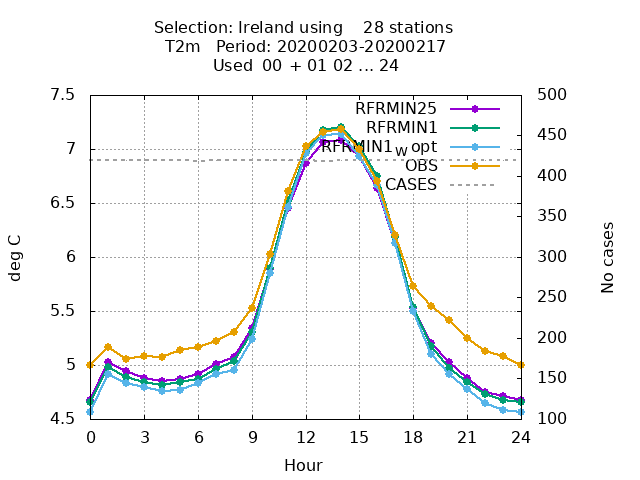 Selection: Ireland using    28 stations
T2m   Period: 20200203-20200217
Used  00 + 01 02 ... 24
7.5
7
6.5
6
5.5
5
4.5
500
450
400
350
300
250
200
150
100
RFRMIN25
RFRMIN1
RFRMIN1w opt
OBS
CASES
deg C
No cases
0 3 6 9 12 15 18 21 24
Hour